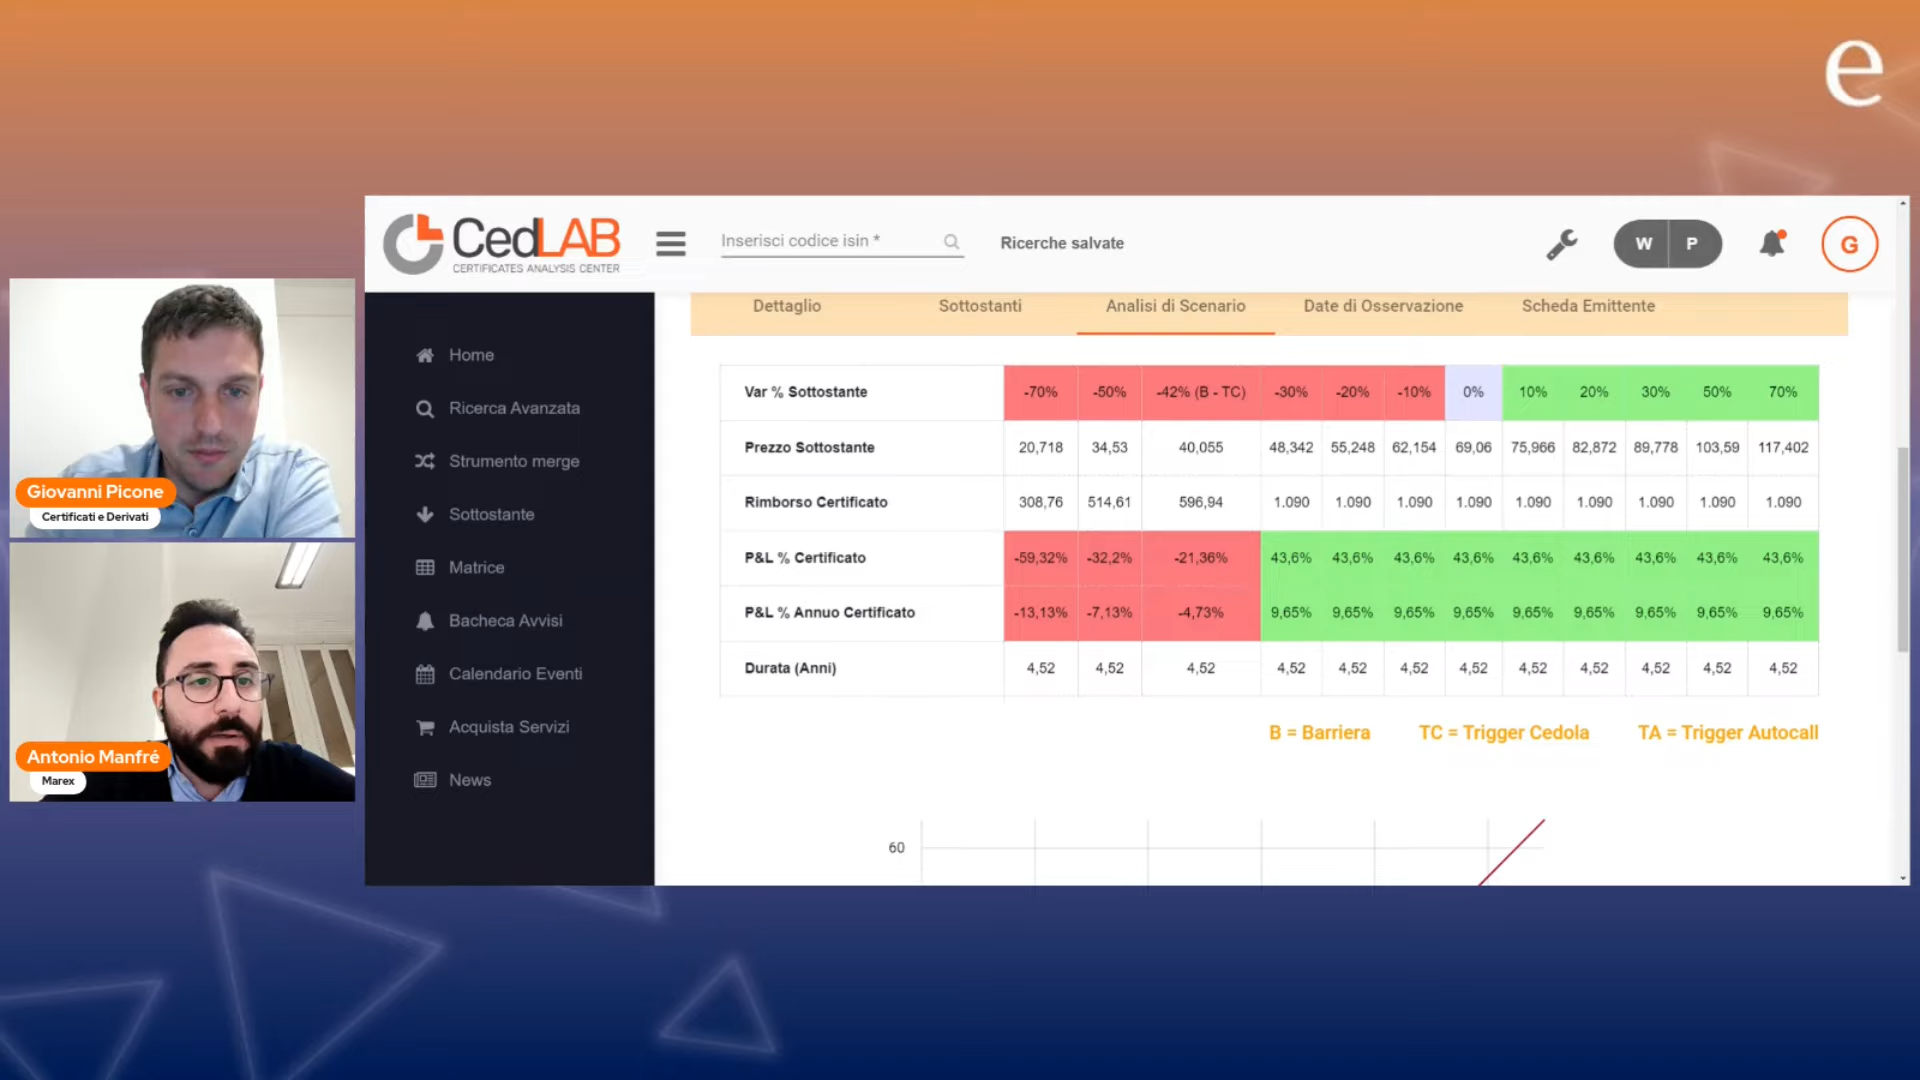 e
CedLAB
CERTIFICATES ANALYSIS CENTER
Inserisci codice isin *
Ricerche salvate
W P
G
Dettaglio Sottostanti Analisi di Scenario Date di Osservazione Scheda Emittente
Home
Ricerca Avanzata
Strumento merge
Sottostante
Matrice
Bacheca Avvisi
Calendario Eventi
Acquista Servizi
News
Var % Sottostante -70% -50% -42% (B - TC) -30% -20% -10% 0% 10% 20% 30% 50% 70%
Prezzo Sottostante 20,718 34,53 40,055 48,342 55,248 62,154 69,06 75,966 82,872 89,778 103,59 117,402
Rimborso Certificato 308,76 514,61 596,94 1.090 1.090 1.090 1.090 1.090 1.090 1.090 1.090 1.090
P&L % Certificato -59,32% -32,2% -21,36% 43,6% 43,6% 43,6% 43,6% 43,6% 43,6% 43,6% 43,6% 43,6%
P&L % Annuo Certificato -13,13% -7,13% -4,73% 9,65% 9,65% 9,65% 9,65% 9,65% 9,65% 9,65% 9,65% 9,65%
Durata (Anni) 4,52 4,52 4,52 4,52 4,52 4,52 4,52 4,52 4,52 4,52 4,52 4,52
B = Barriera TC = Trigger Cedola TA = Trigger Autocall
60
Giovanni Picone
Certificati e Derivati
Antonio Manfré
Marex